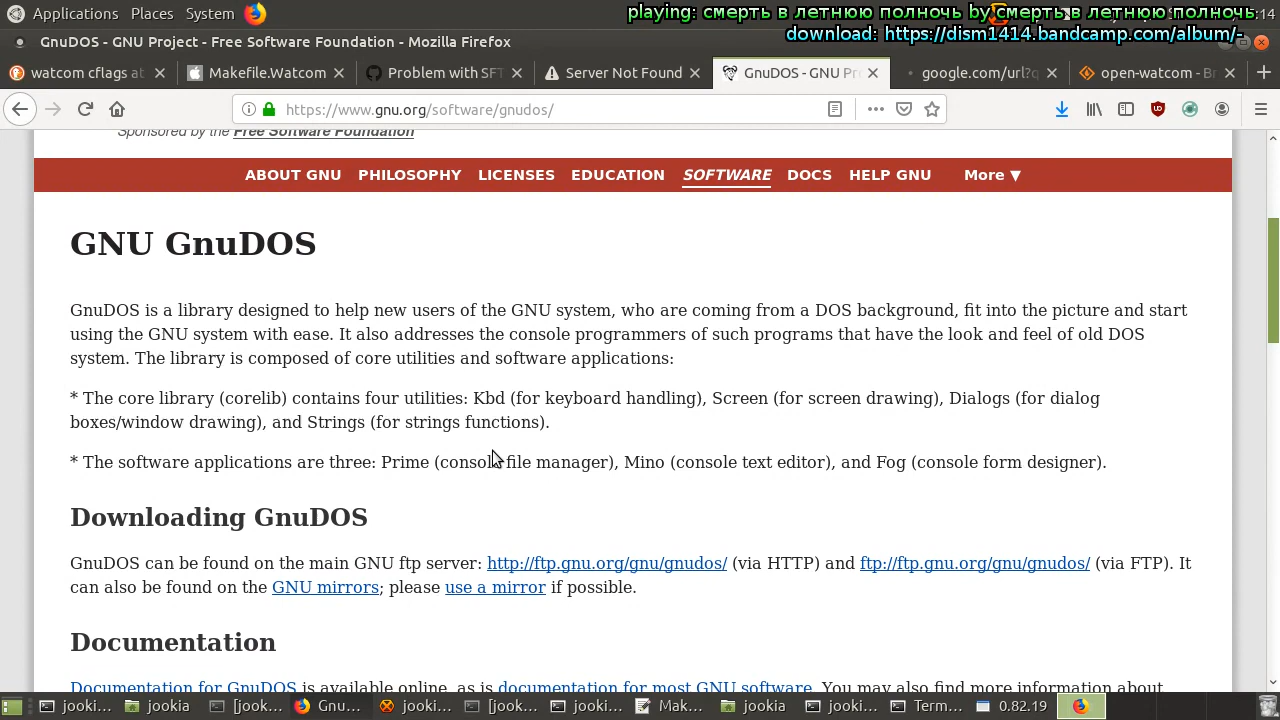 Applications Places System
playing: смерть в летнюю полночь by смерть в летнюю полночь
:14
download: https://dism1414.bandcamp.com/album/-
GnuDOS - GNU Project - Free Software Foundation - Mozilla Firefox
watcom cflags at
Makefile.Watcom
Problem with SFT
Server Not Found
GnuDOS - GNU Pr
google.com/url?q
open-watcom - Br
https://www.gnu.org/software/gnudos/
Sponsored by the Free Software Foundation
ABOUT GNU PHILOSOPHY LICENSES EDUCATION SOFTWARE DOCS HELP GNU More ▼
GNU GnuDOS
GnuDOS is a library designed to help new users of the GNU system, who are coming from a DOS background, fit into the picture and start
using the GNU system with ease. It also addresses the console programmers of such programs that have the look and feel of old DOS
system. The library is composed of core utilities and software applications:
* The core library (corelib) contains four utilities: Kbd (for keyboard handling), Screen (for screen drawing), Dialogs (for dialog
boxes/window drawing), and Strings (for strings functions).
* The software applications are three: Prime (console file manager), Mino (console text editor), and Fog (console form designer).
Downloading GnuDOS
GnuDOS can be found on the main GNU ftp server: http://ftp.gnu.org/gnu/gnudos/ (via HTTP) and ftp://ftp.gnu.org/gnu/gnudos/ (via FTP). It
can also be found on the GNU mirrors; please use a mirror if possible.
Documentation
Documentation for GnuDOS is available online, as is documentation for most GNU software. You may also find more information about
jooki... jookia [jook... Gnu... jooki... [jook... jooki... Mak... jookia jooki... Term... 0.82.19